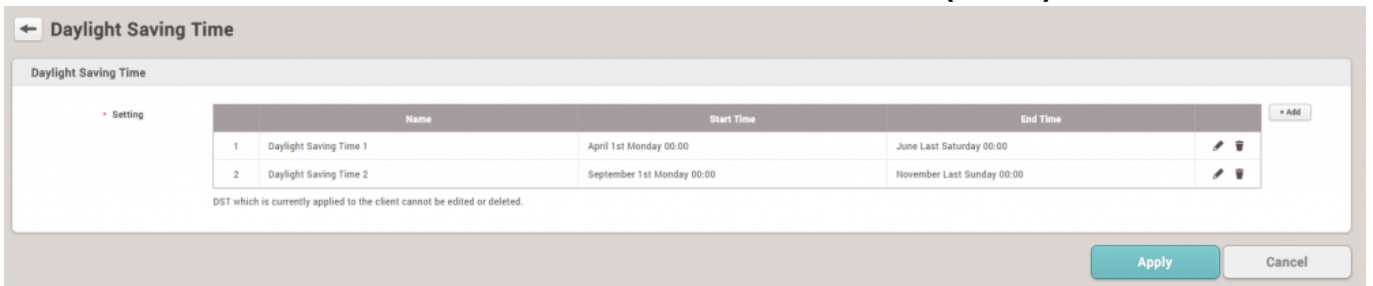 Daylight Saving Time
Daylight Saving Time
• Setting
Name Start Time End Time
+ Add
1 Daylight Saving Time 1 April 1st Monday 00:00 June Last Saturday 00:00
2 Daylight Saving Time 2 September 1st Monday 00:00 November Last Sunday 00:00
DST which is currently applied to the client cannot be edited or deleted.
Apply Cancel